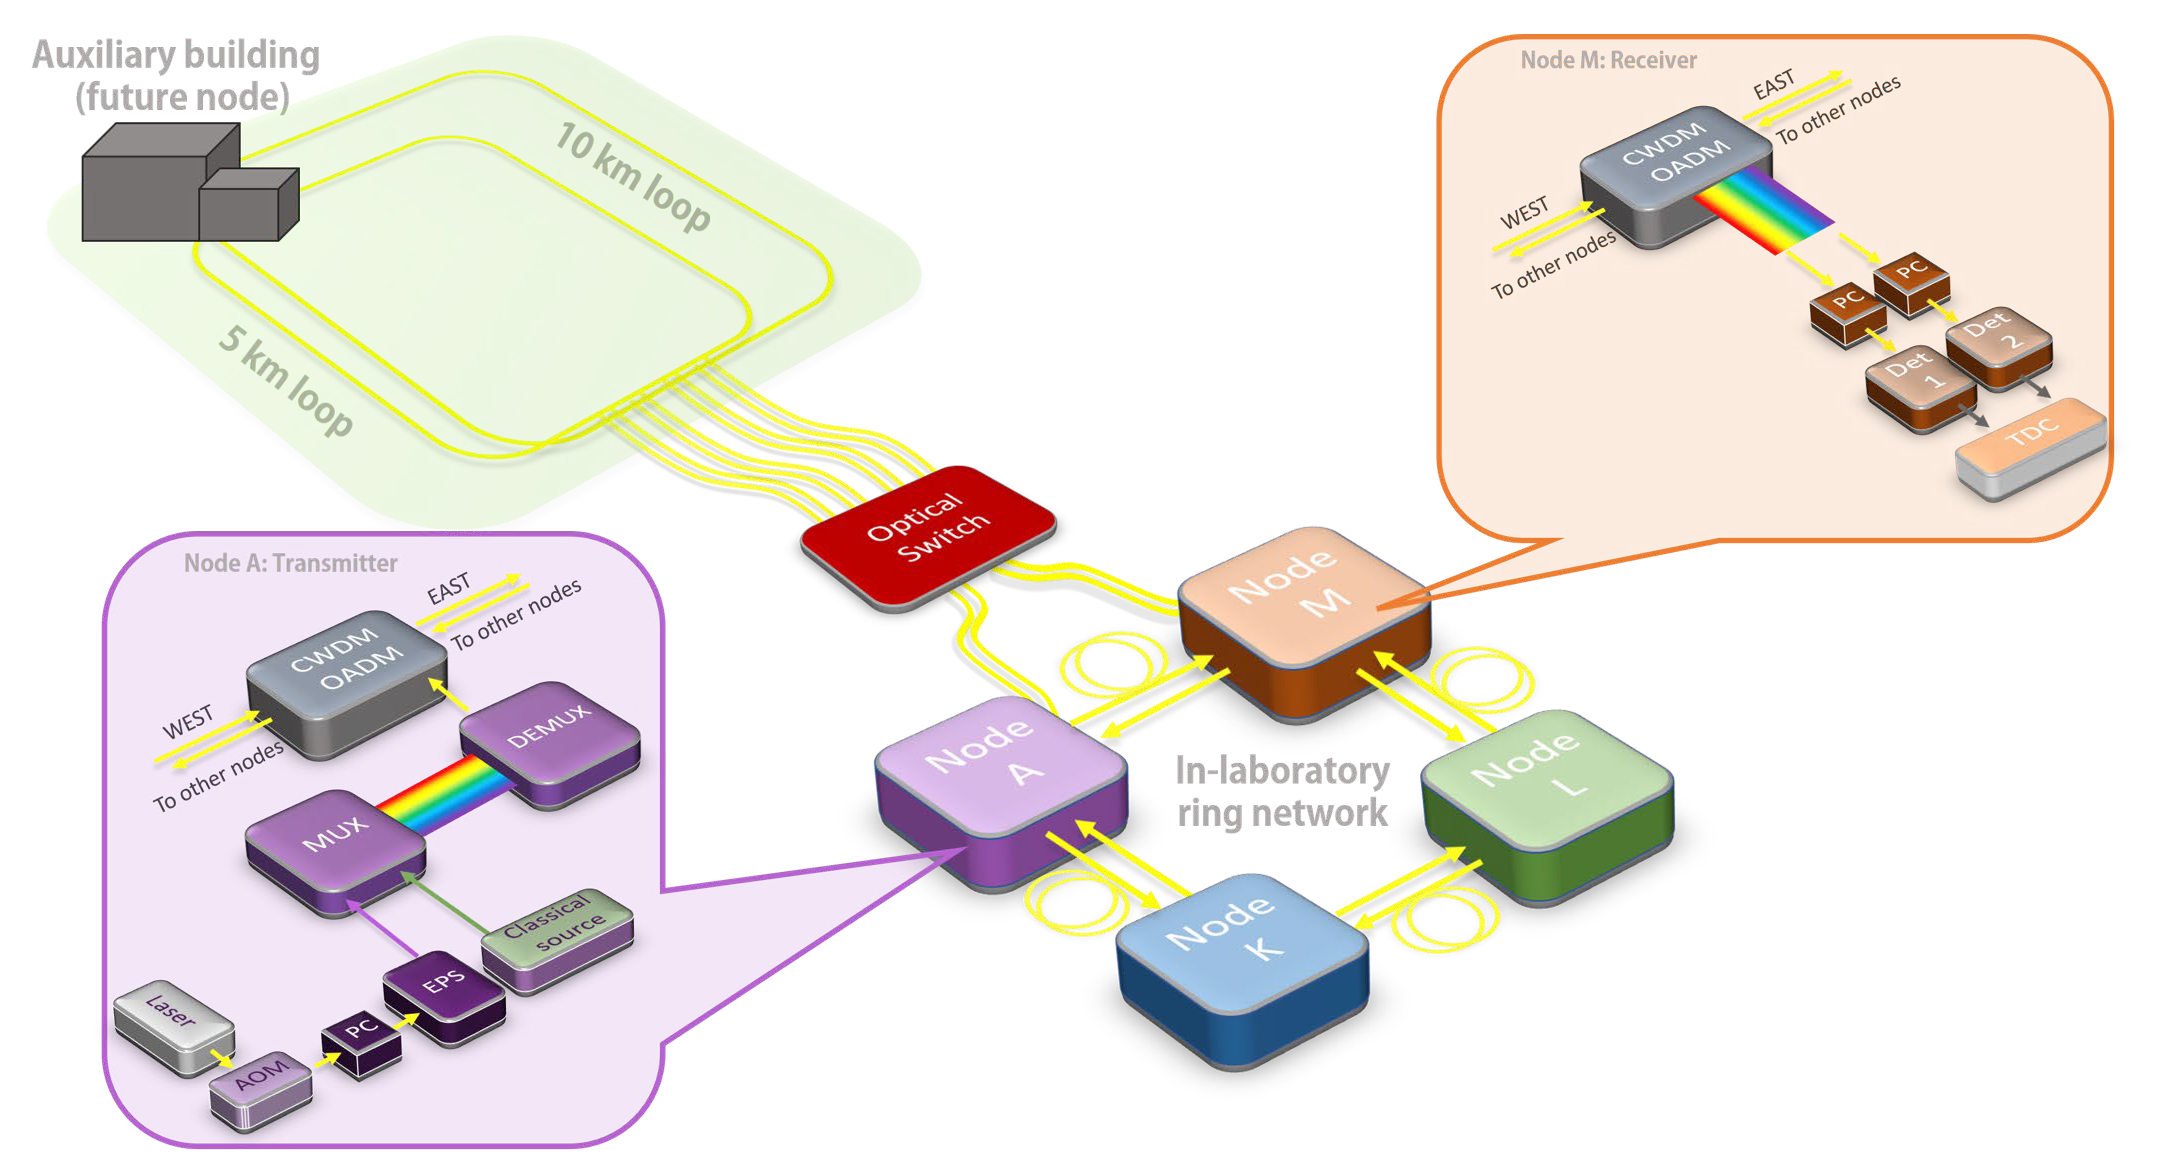 Auxiliary building
(future node)
10 km loop
5 km loop
Optical
Switch
Node M: Receiver
CWDM
OADM
EAST
To other nodes
WEST
To other nodes
PC
PC
Det
1
Det
2
TDC
Node A: Transmitter
CWDM
OADM
EAST
To other nodes
WEST
To other nodes
DEMUX
MUX
Classical
source
EPS
PC
Laser
AOM
Node
M
Node
A
Node
L
Node
K
In-laboratory
ring network